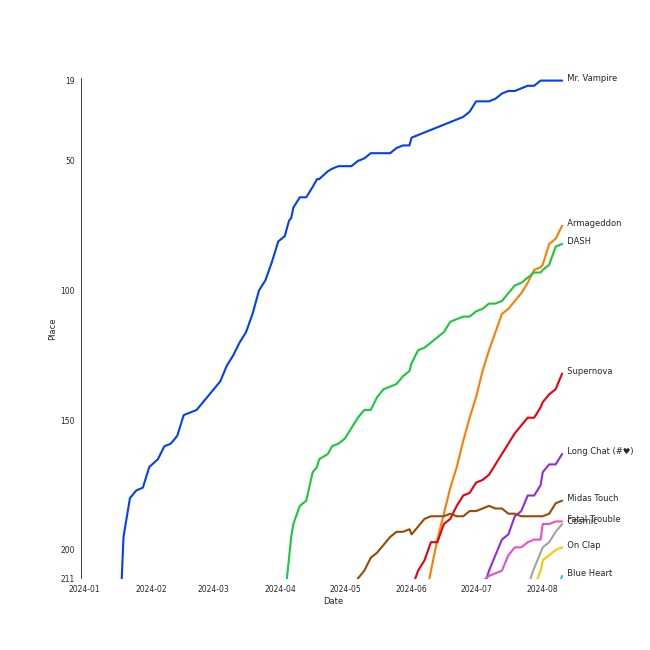 19
50
100
150
200
211
Place
2024-01
2024-02
2024-03
2024-04
2024-05
2024-06
2024-07
2024-08
Date
Mr. Vampire
Armageddon
DASH
Supernova
Long Chat (#♥)
Midas Touch
Fatal Trouble
Cosmic
On Clap
Blue Heart